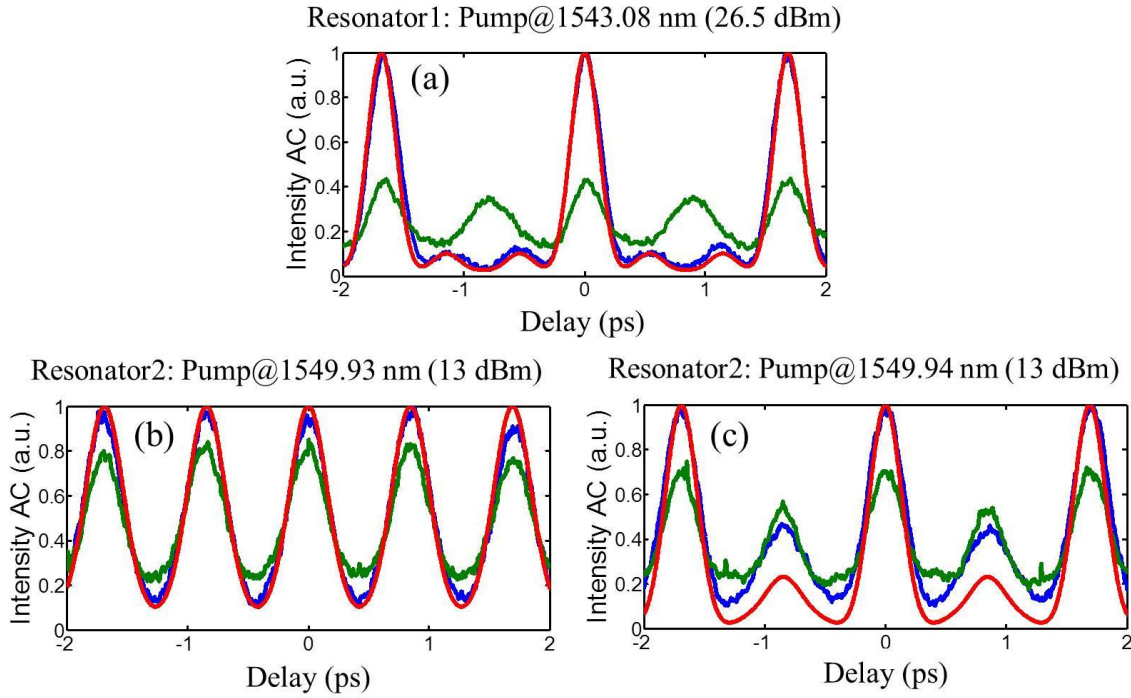 Resonator1: Pump@1543.08 nm (26.5 dBm)
(a)
Intensity AC (a.u.)
1
0.8
0.6
0.4
0.2
0
-2 -1 0 1 2
Delay (ps)
Resonator2: Pump@1549.93 nm (13 dBm)
(b)
Intensity AC (a.u.)
1
0.8
0.6
0.4
0.2
0
-2 -1 0 1 2
Delay (ps)
Resonator2: Pump@1549.94 nm (13 dBm)
(c)
Intensity AC (a.u.)
1
0.8
0.6
0.4
0.2
0
-2 -1 0 1 2
Delay (ps)